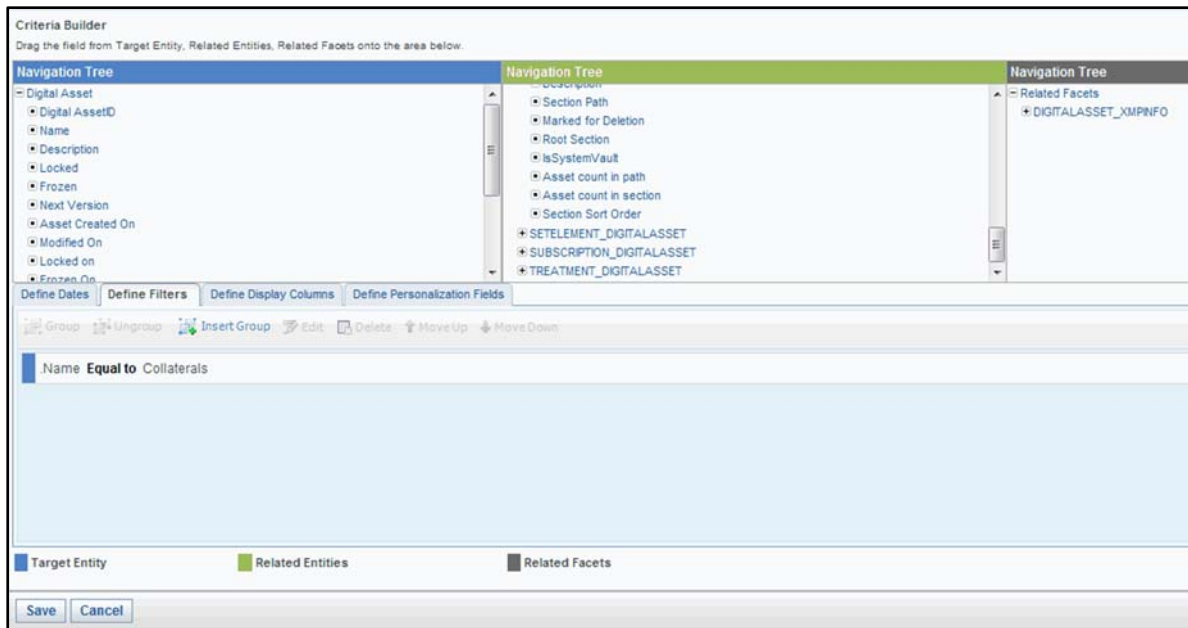 Criteria Builder
Drag the field from Target Entity, Related Entities, Related Facets onto the area below.
Navigation Tree
Digital Asset
Digital AssetID
Name
Description
Locked
Frozen
Next Version
Asset Created On
Modified On
Locked on
Frozen On
Navigation Tree
Description
Section Path
Marked for Deletion
Root Section
IsSystemVault
Asset count in path
Asset count in section
Section Sort Order
SETELEMENT_DIGITALASSET
SUBSCRIPTION_DIGITALASSET
TREATMENT_DIGITALASSET
Navigation Tree
Related Facets
DIGITALASSET_XMPINFO
Define Dates Define Filters Define Display Columns Define Personalization Fields
Group Ungroup Insert Group Edit Delete Move Up Move Down
.Name Equal to Collaterals
Target Entity Related Entities Related Facets
Save Cancel